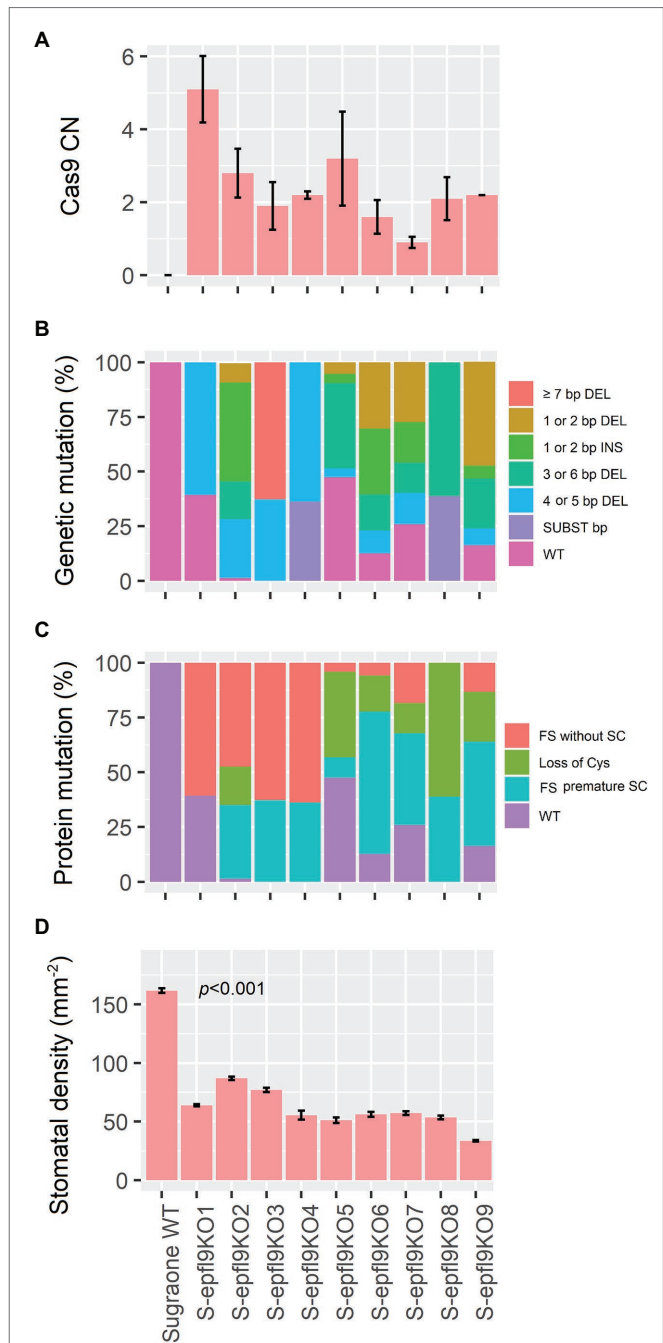 A
Cas9 CN
6
4
2
0
B
Genetic mutation (%)
100
75
50
25
0
≥ 7 bp DEL
1 or 2 bp DEL
1 or 2 bp INS
3 or 6 bp DEL
4 or 5 bp DEL
SUBST bp
WT
C
Protein mutation (%)
100
75
50
25
0
FS without SC
Loss of Cys
FS premature SC
WT
D
Stomatal density (mm-2)
150
100
50
0
p<0.001
Sugraone WT
S-epfl9KO1
S-epfl9KO2
S-epfl9KO3
S-epfl9KO4
S-epfl9KO5
S-epfl9KO6
S-epfl9KO7
S-epfl9KO8
S-epfl9KO9